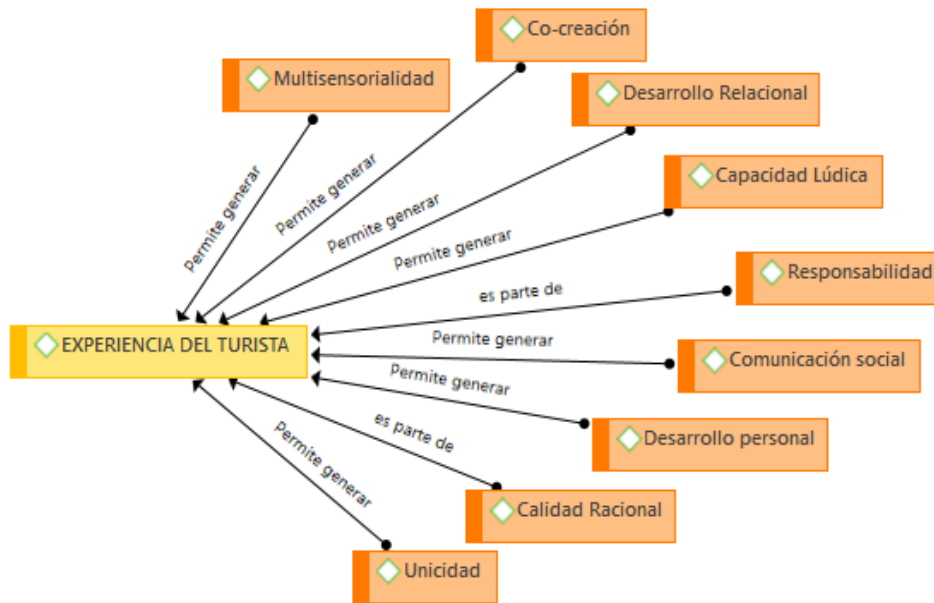 Co-creación
Multisensorialidad
Desarrollo Relacional
Capacidad Lúdica
Permite generar
Permite generar
Permite generar
Permite generar
Responsabilidad
es parte de
EXPERIENCIA DEL TURISTA
Permite generar
Comunicación social
Permite generar
Desarrollo personal
es parte de
Permite generar
Calidad Racional
Unicidad